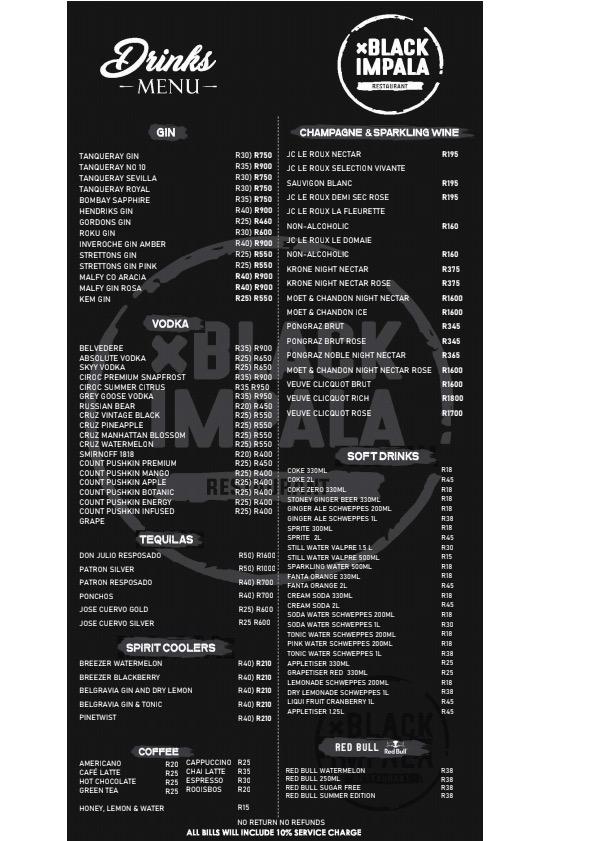 Drinks
MENU
×BLACK
IMPALA
RESTAURANT
GIN
TANQUERAY GIN R30) R750
TANQUERAY NO 10 R35) R900
TANQUERAY SEVILLA R30) R750
TANQUERAY ROYAL R30) R750
BOMBAY SAPPHIRE R35) R750
HENDRIKS GIN R40) R900
GORDONS GIN R25) R460
ROKU GIN R30) R600
INVEROCHE GIN AMBER R40) R900
STRETTONS GIN R25) R550
STRETTONS GIN PINK R25) R550
MALFY CO ARACIA R40) R900
MALFY GIN ROSA R40) R900
KEM GIN R25) R550
VODKA
BELVEDERE R35) R900
ABSOLUTE VODKA R25) R650
SKYY VODKA R25) R650
CIROC PREMIUM SNAPFROST R35) R900
CIROC SUMMER CITRUS R35 R950
GREY GOOSE VODKA R35) R950
RUSSIAN BEAR R20) R450
CRUZ VINTAGE BLACK R25) R550
CRUZ PINEAPPLE R25) R550
CRUZ MANHATTAN BLOSSOM R25) R550
CRUZ WATERMELON R25) R550
SMIRNOFF 1818 R20) R400
COUNT PUSHKIN PREMIUM R25) R450
COUNT PUSHKIN MANGO R25) R400
COUNT PUSHKIN APPLE R25) R400
COUNT PUSHKIN BOTANIC R25) R400
COUNT PUSHKIN ENERGY R25) R400
COUNT PUSHKIN INFUSED R25) R400
GRAPE
TEQUILAS
DON JULIO RESPOSADO R50) R1600
PATRON SILVER R50) R1000
PATRON RESPOSADO R40) R700
PONCHOS R40) R700
JOSE CUERVO GOLD R25) R600
JOSE CUERVO SILVER R25 R600
SPIRIT COOLERS
BREEZER WATERMELON R40) R210
BREEZER BLACKBERRY R40) R210
BELGRAVIA GIN AND DRY LEMON R40) R210
BELGRAVIA GIN & TONIC R40) R210
PINETWIST R40) R210
COFFEE
AMERICANO R20 CAPPUCCINO R25
CAFÉ LATTE R25 CHAI LATTE R35
HOT CHOCOLATE R25 ESPRESSO R30
GREEN TEA R25 ROOISBOS R20
HONEY, LEMON & WATER R15
CHAMPAGNE & SPARKLING WINE
JC LE ROUX NECTAR R195
JC LE ROUX SELECTION VIVANTE
SAUVIGON BLANC R195
JC LE ROUX DEMI SEC ROSE R195
JC LE ROUX LA FLEURETTE
NON-ALCOHOLIC R160
JC LE ROUX LE DOMAIE
NON-ALCOHOLIC R160
KRONE NIGHT NECTAR R375
KRONE NIGHT NECTAR ROSE R375
MOET & CHANDON NIGHT NECTAR R1600
MOET & CHANDON ICE R1600
PONGRAZ BRUT R345
PONGRAZ BRUT ROSE R345
PONGRAZ NOBLE NIGHT NECTAR R365
MOET & CHANDON NIGHT NECTAR ROSE R1600
VEUVE CLICQUOT BRUT R1600
VEUVE CLICQUOT RICH R1800
VEUVE CLICQUOT ROSE R1700
SOFT DRINKS
COKE 330ML R18
COKE 2L R45
COKE ZERO 330ML R18
STONEY GINGER BEER 330ML R18
GINGER ALE SCHWEPPES 200ML R18
GINGER ALE SCHWEPPES 1L R38
SPRITE 300ML R18
SPRITE 2L R45
STILL WATER VALPRE 1.5 L R30
STILL WATER VALPRE 500ML R15
SPARKLING WATER 500ML R18
FANTA ORANGE 330ML R18
FANTA ORANGE 2L R45
CREAM SODA 330ML R18
CREAM SODA 2L R45
SODA WATER SCHWEPPES 200ML R18
SODA WATER SCHWEPPES 1L R30
TONIC WATER SCHWEPPES 200ML R18
PINK WATER SCHWEPPES 200ML R18
TONIC WATER SCHWEPPES 1L R38
APPLETISER 330ML R25
GRAPETISER RED 330ML R25
LEMONADE SCHWEPPES 200ML R18
DRY LEMONADE SCHWEPPES 1L R38
LIQUI FRUIT CRANBERRY 1L R45
APPLETISER 1.25L R45
RED BULL Red Bull
RED BULL WATERMELON R38
RED BULL 250ML R38
RED BULL SUGAR FREE R38
RED BULL SUMMER EDITION R38
NO RETURN NO REFUNDS
ALL BILLS WILL INCLUDE 10% SERVICE CHARGE
×BLACK
IMPALA
RESTAURANT
×BLACK